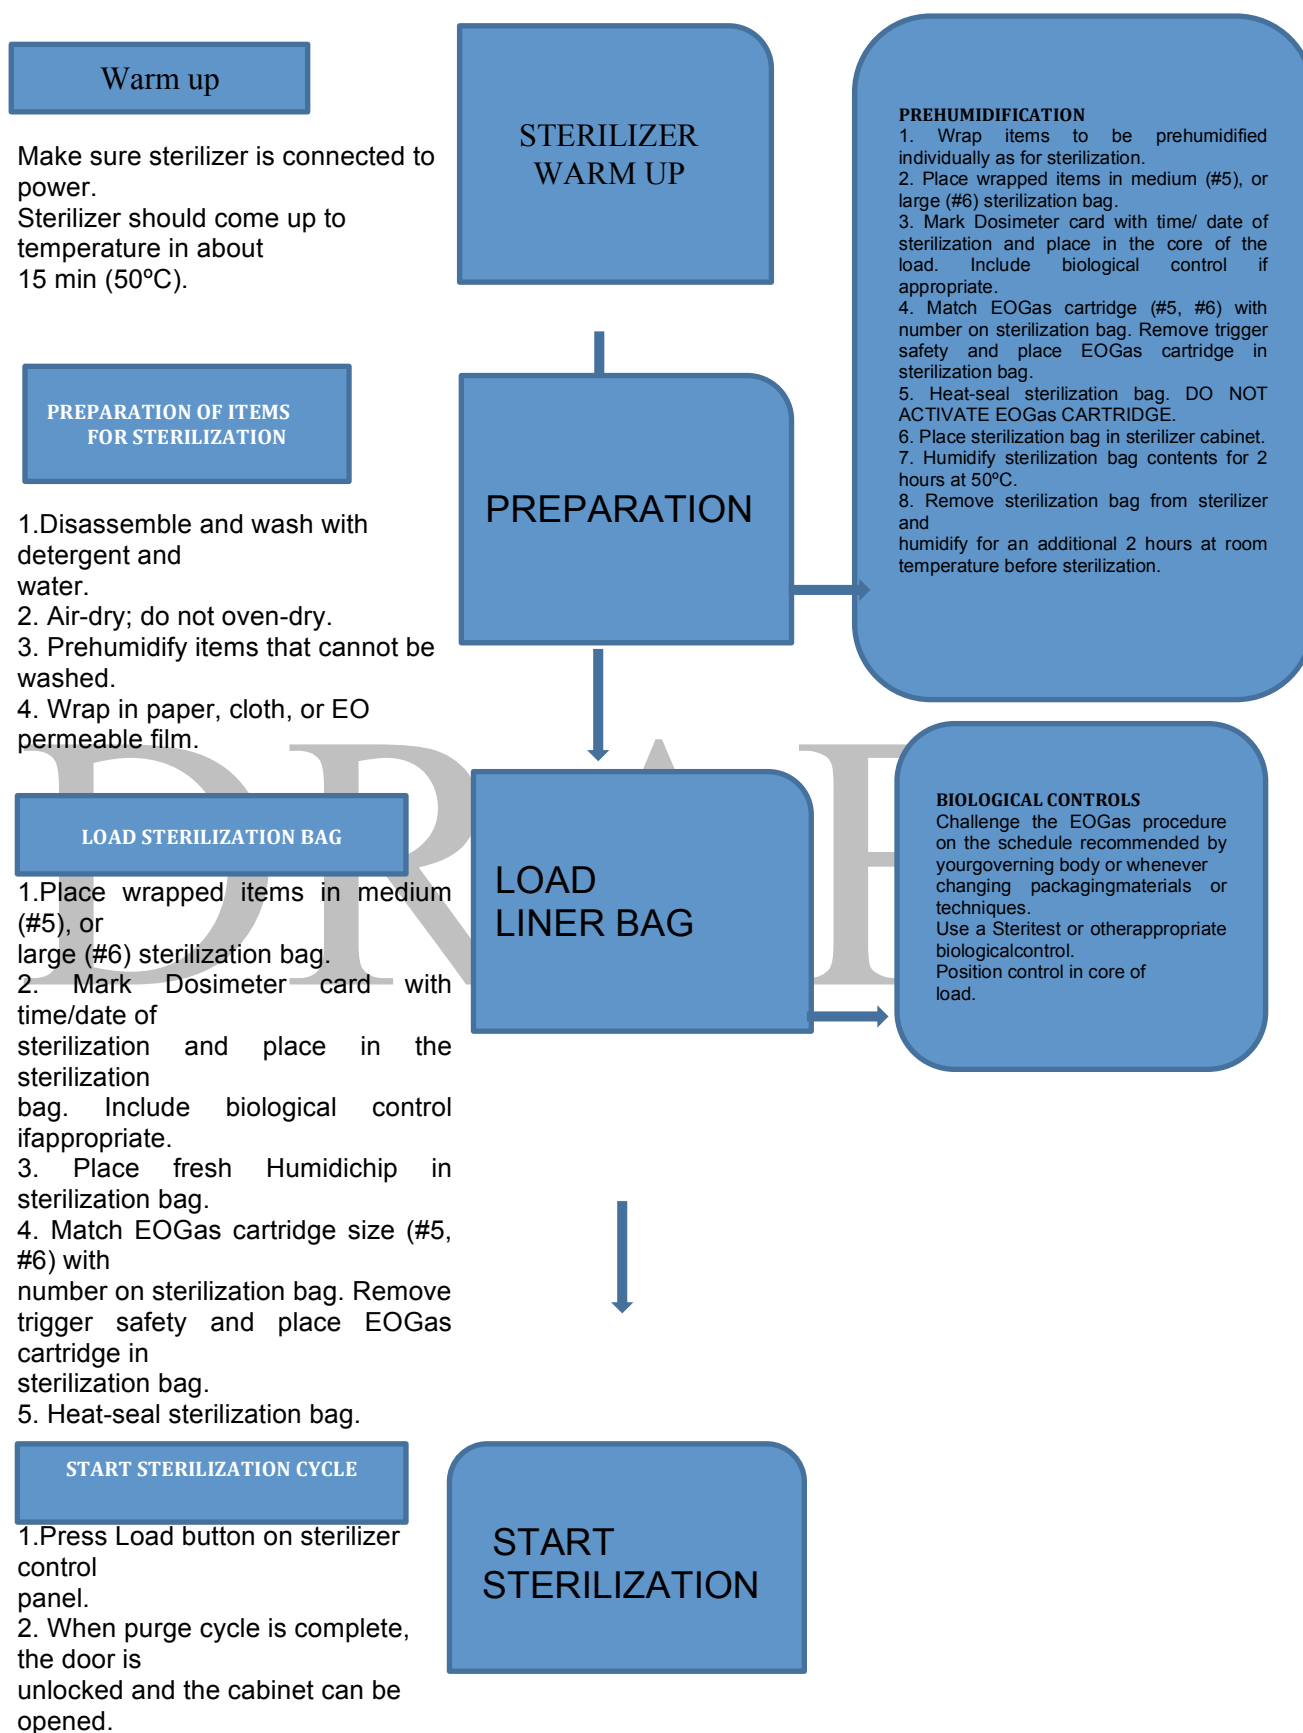 Warm up
Make sure sterilizer is connected to
power.
Sterilizer should come up to
temperature in about
15 min (50ºC).
STERILIZER
WARM UP
PREHUMIDIFICATION
1. Wrap items to be prehumidified
individually as for sterilization.
2. Place wrapped items in medium (#5), or
large (#6) sterilization bag.
3. Mark Dosimeter card with time/ date of
sterilization and place in the core of the
load. Include biological control if
appropriate.
4. Match EOGas cartridge (#5, #6) with
number on sterilization bag. Remove trigger
safety and place EOGas cartridge in
sterilization bag.
5. Heat-seal sterilization bag. DO NOT
ACTIVATE EOGas CARTRIDGE.
6. Place sterilization bag in sterilizer cabinet.
7. Humidify sterilization bag contents for 2
hours at 50ºC.
8. Remove sterilization bag from sterilizer
and
humidify for an additional 2 hours at room
temperature before sterilization.
PREPARATION OF ITEMS
FOR STERILIZATION
1.Disassemble and wash with
detergent and
water.
2. Air-dry; do not oven-dry.
3. Prehumidify items that cannot be
washed.
4. Wrap in paper, cloth, or EO
permeable film.
PREPARATION
DRAF
LOAD STERILIZATION BAG
1.Place wrapped items in medium
(#5), or
large (#6) sterilization bag.
2. Mark Dosimeter card with
time/date of
sterilization and place in the
sterilization
bag. Include biological control
ifappropriate.
3. Place fresh Humidichip in
sterilization bag.
4. Match EOGas cartridge size (#5,
#6) with
number on sterilization bag. Remove
trigger safety and place EOGas
cartridge in
sterilization bag.
5. Heat-seal sterilization bag.
LOAD
LINER BAG
BIOLOGICAL CONTROLS
Challenge the EOGas procedure
on the schedule recommended by
yourgoverning body or whenever
changing packagingmaterials or
techniques.
Use a Steritest or otherappropriate
biologicalcontrol.
Position control in core of
load.
START STERILIZATION CYCLE
1.Press Load button on sterilizer
control
panel.
2. When purge cycle is complete,
the door is
unlocked and the cabinet can be
opened.
START
STERILIZATION